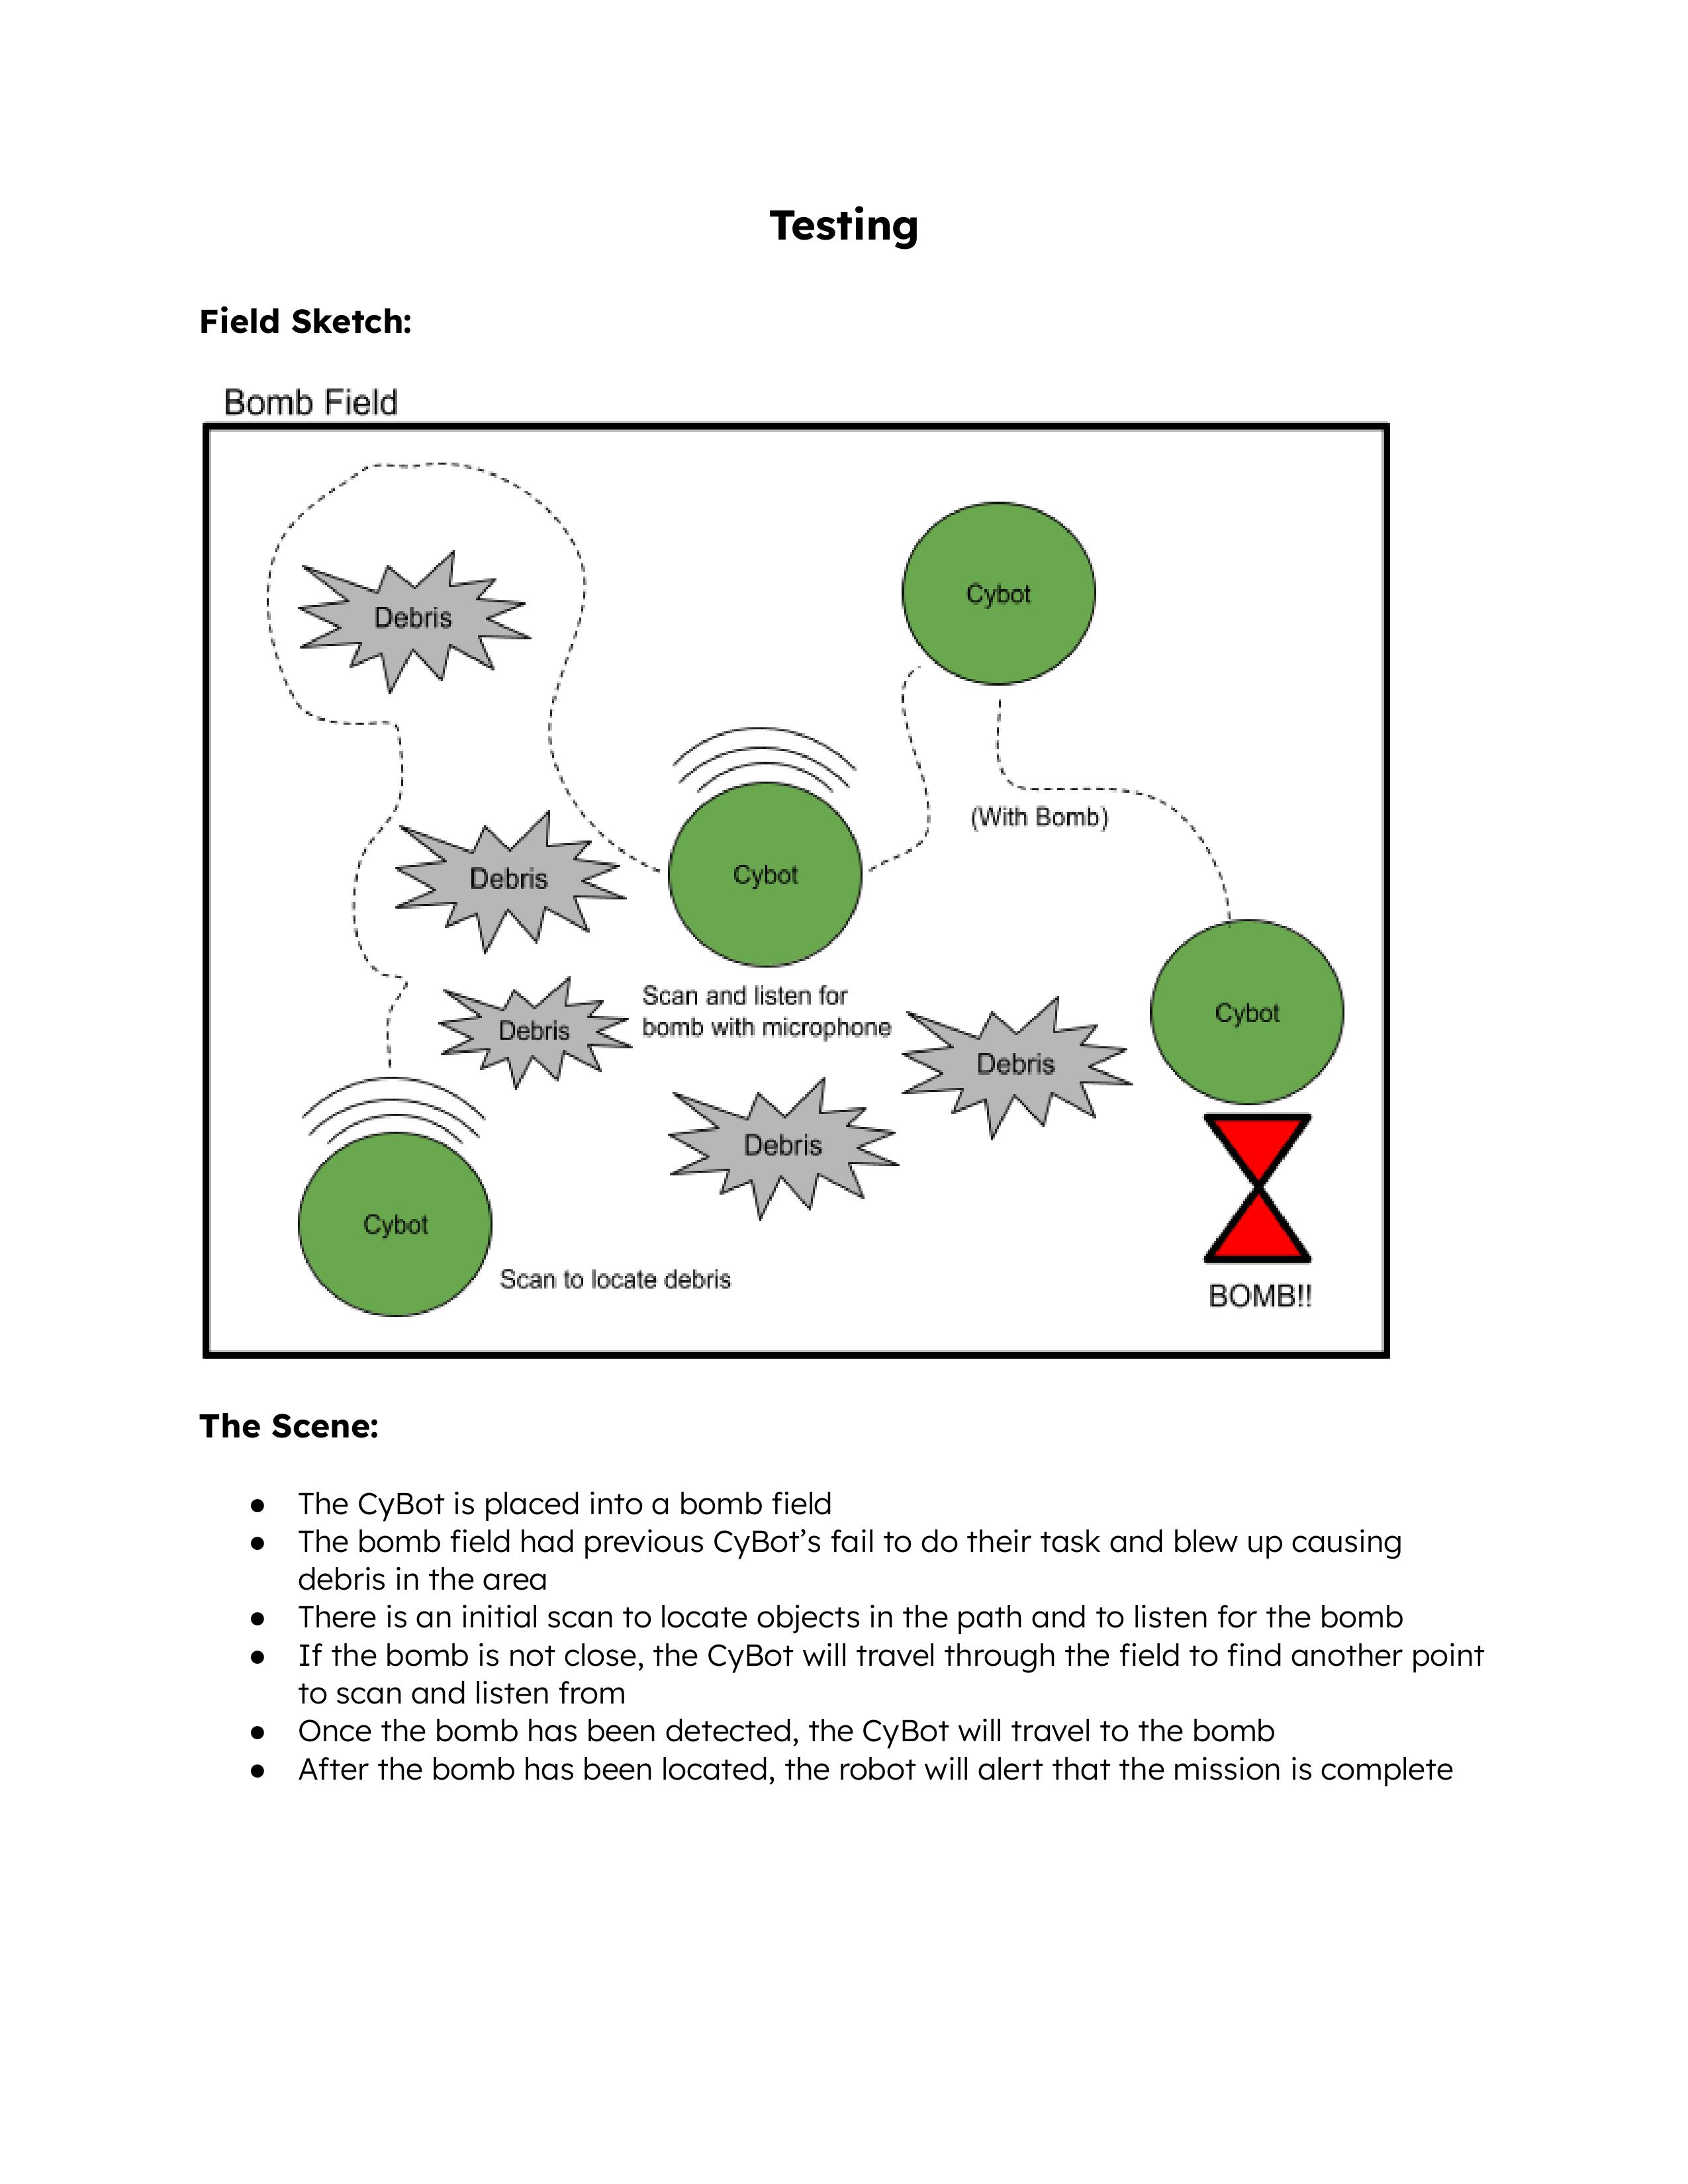 Testing
Field Sketch:
Bomb Field
Debris
Cybot
Debris
Cybot
(With Bomb)
Debris
Scan and listen for
bomb with microphone
Debris
Cybot
Debris
Cybot
Scan to locate debris
BOMB!!
The Scene:
● The CyBot is placed into a bomb field
● The bomb field had previous CyBot’s fail to do their task and blew up causing
debris in the area
● There is an initial scan to locate objects in the path and to listen for the bomb
● If the bomb is not close, the CyBot will travel through the field to find another point
to scan and listen from
● Once the bomb has been detected, the CyBot will travel to the bomb
● After the bomb has been located, the robot will alert that the mission is complete